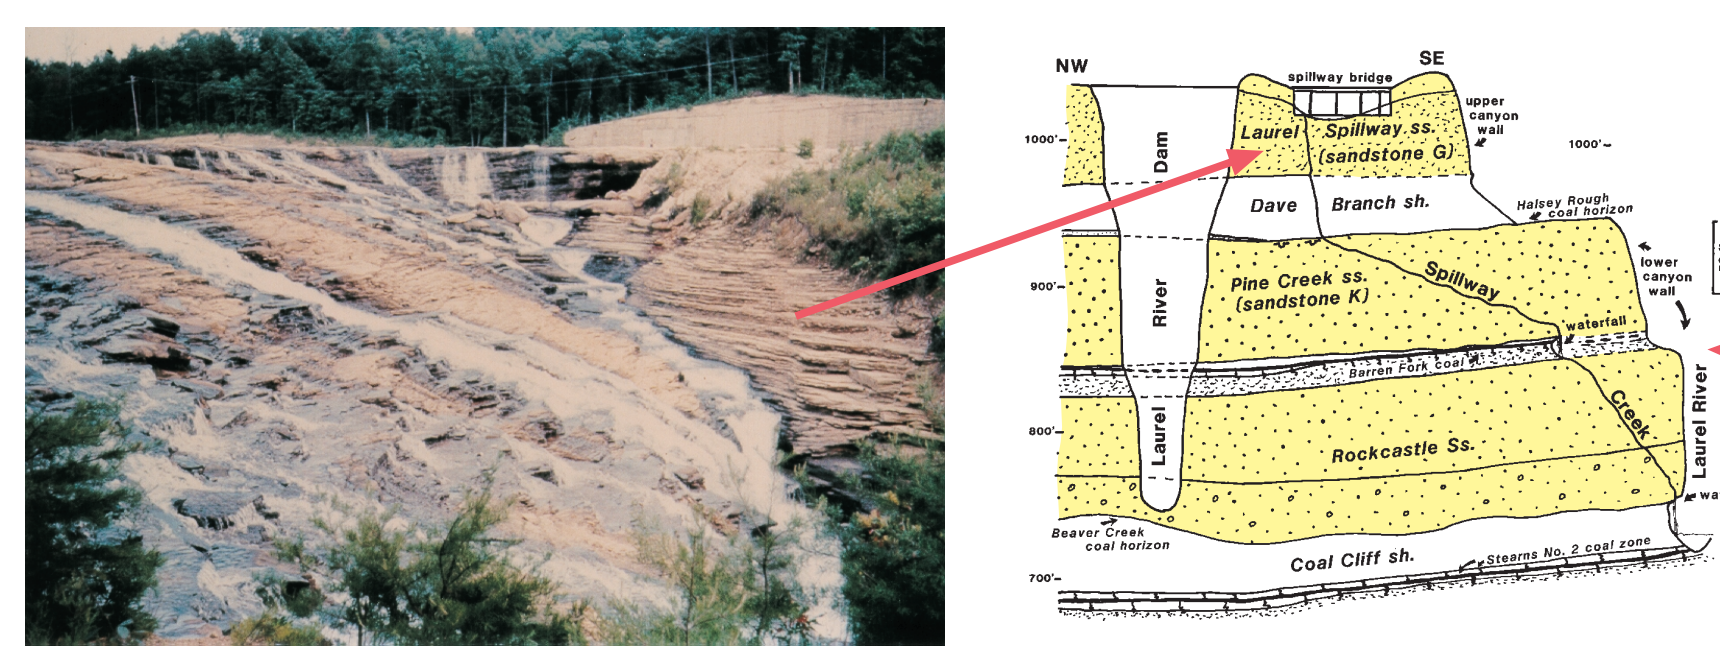 NW
SE
spillway bridge
upper
canyon
wall
1000'
1000'
Dam
Laurel Spillway ss.
(sandstone G)
Dave Branch sh.
Halsey Rough
coal horizon
lower
canyon
wall
900'
River
Pine Creek ss.
(sandstone K)
Spillway
waterfall
Barren Fork coal
Creek
Laurel River
800'
Laurel
Rockcastle Ss.
Beaver Creek
coal horizon
Coal Cliff sh.
Stearns No. 2 coal zone
700'